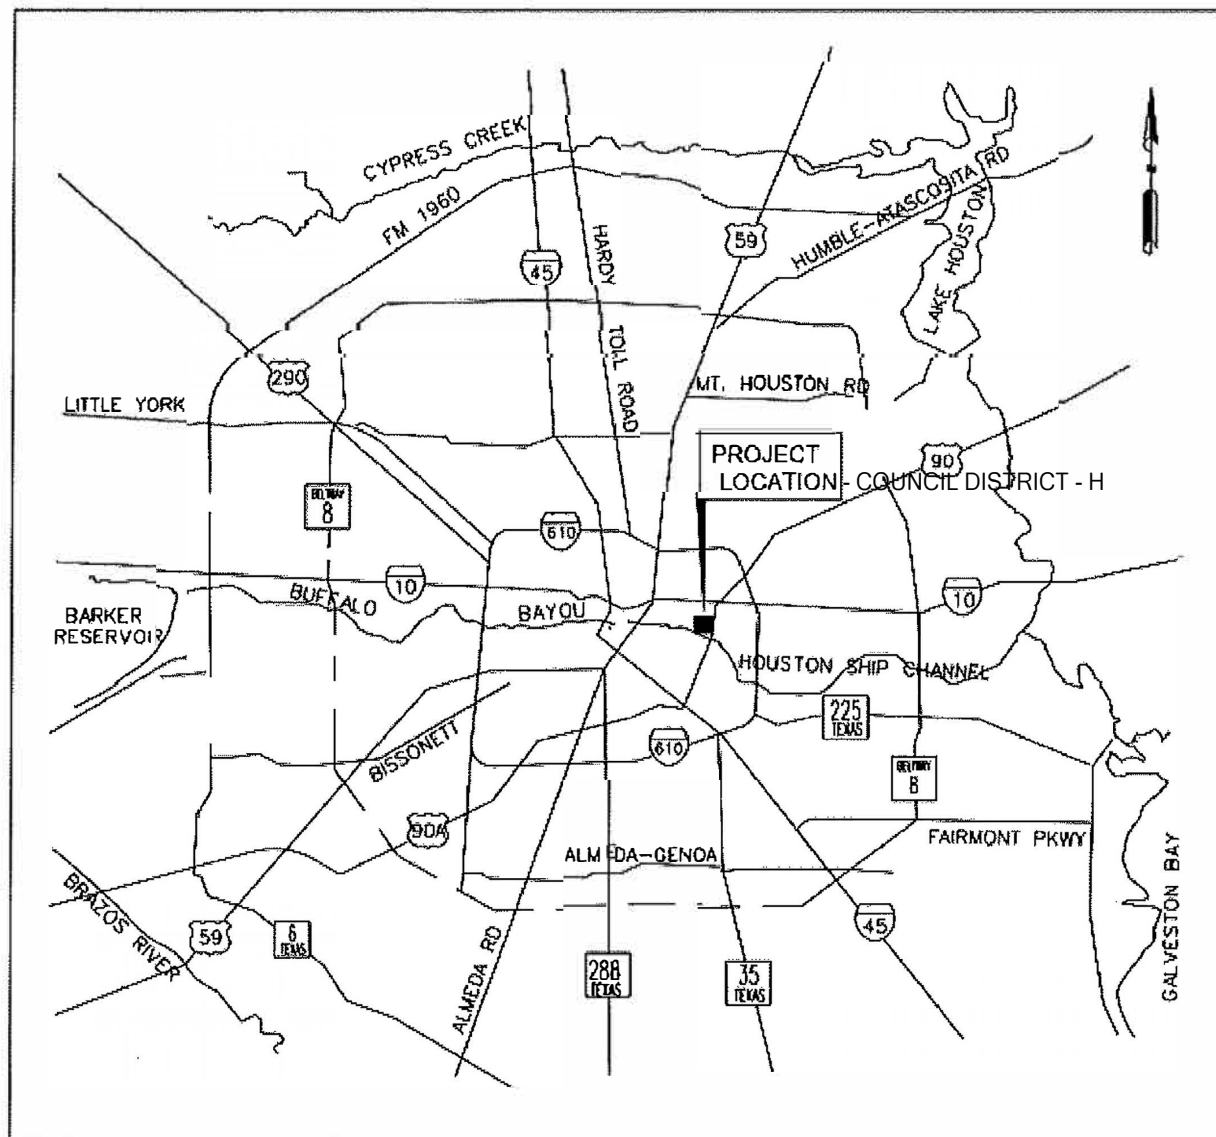 CYPRESS CREEK
FM 1960
HARDY
TOLL ROAD
45
59
HUMBLE-ATASCOSITA RD
LAKE HOUSTON
290
MT. HOUSTON RD
LITTLE YORK
PROJECT
LOCATION - COUNCIL DISTRICT - H
90
BELTWAY
8
610
10
BUFFALO
BAYOU
10
BARKER
RESERVOIR
HOUSTON SHIP CHANNEL
225
TEXAS
BISSONETT
610
BELTWAY
8
90A
FAIRMONT PKWY
ALMEDA-GENOA
BRAZOS RIVER
59
6
TEXAS
ALMEDA RD
288
TEXAS
35
TEXAS
45
GALVESTON BAY